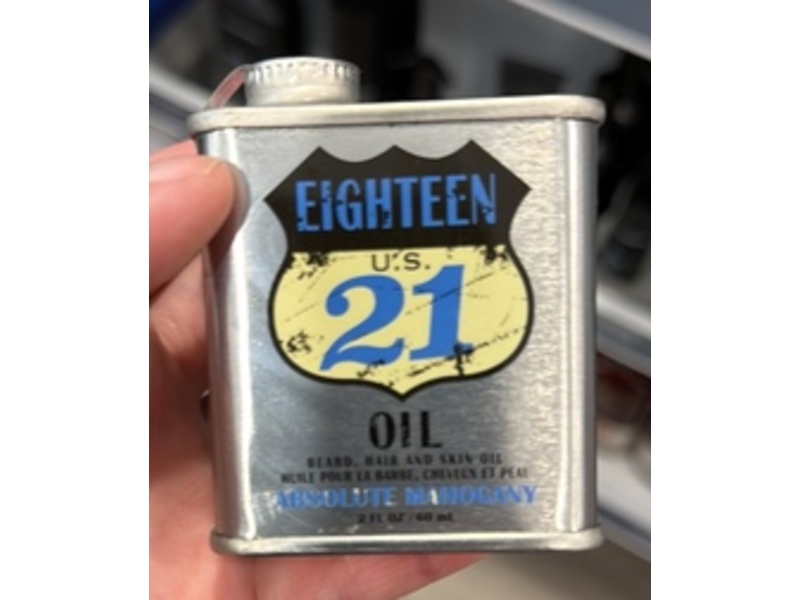 EIGHTEEN
U.S.
21
OIL
BEARD, HAIR AND SKIN OIL
HUILE POUR LA BARBE, CHEVEUX ET PEAU
ABSOLUTE MAHOGANY
2 FL OZ / 60 mL